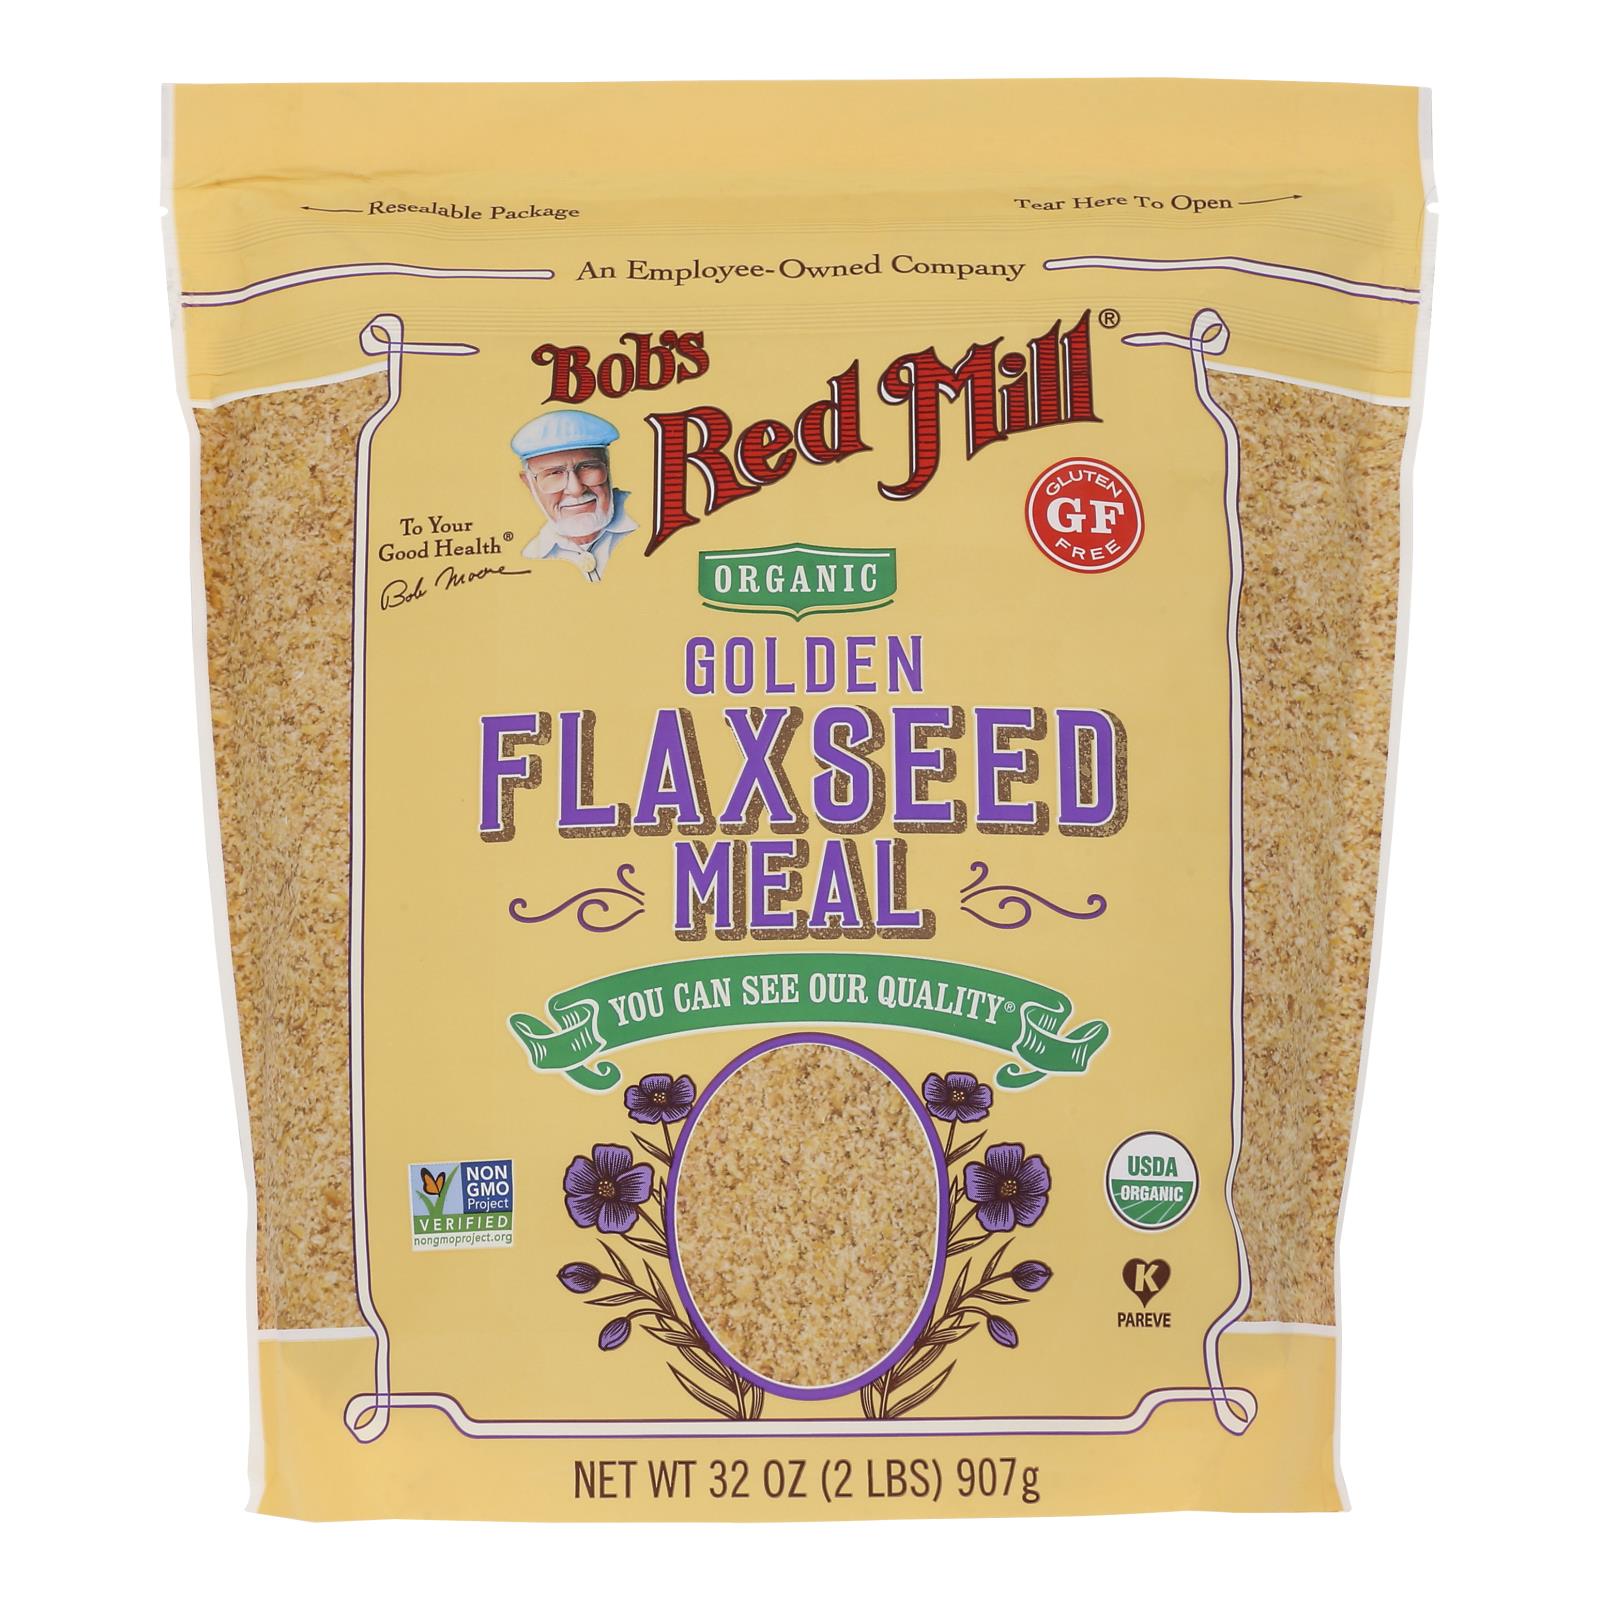 Resealable Package
Tear Here To Open
An Employee-Owned Company
Bob's
Red Mill®
GLUTEN
GF
FREE
To Your
Good Health®
Bob Moore
ORGANIC
GOLDEN
FLAXSEED
MEAL
YOU CAN SEE OUR QUALITY®
NON
GMO
Project
VERIFIED
nongmoproject.org
USDA
ORGANIC
K
PAREVE
NET WT 32 OZ (2 LBS) 907g